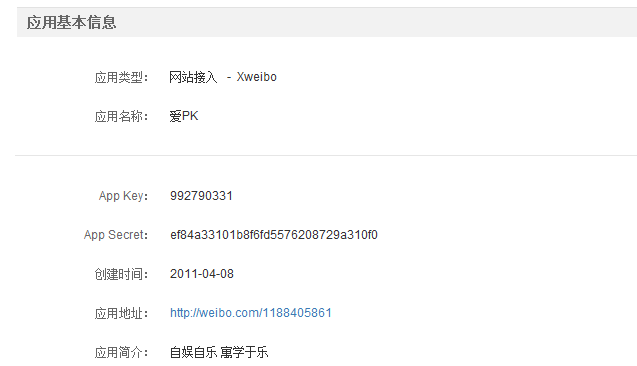 应用基本信息
应用类型： 网站接入 - Xweibo
应用名称： 爱PK
App Key： 992790331
App Secret： ef84a33101b8f6fd5576208729a310f0
创建时间： 2011-04-08
应用地址： http://weibo.com/1188405861
应用简介： 自娱自乐 寓学于乐